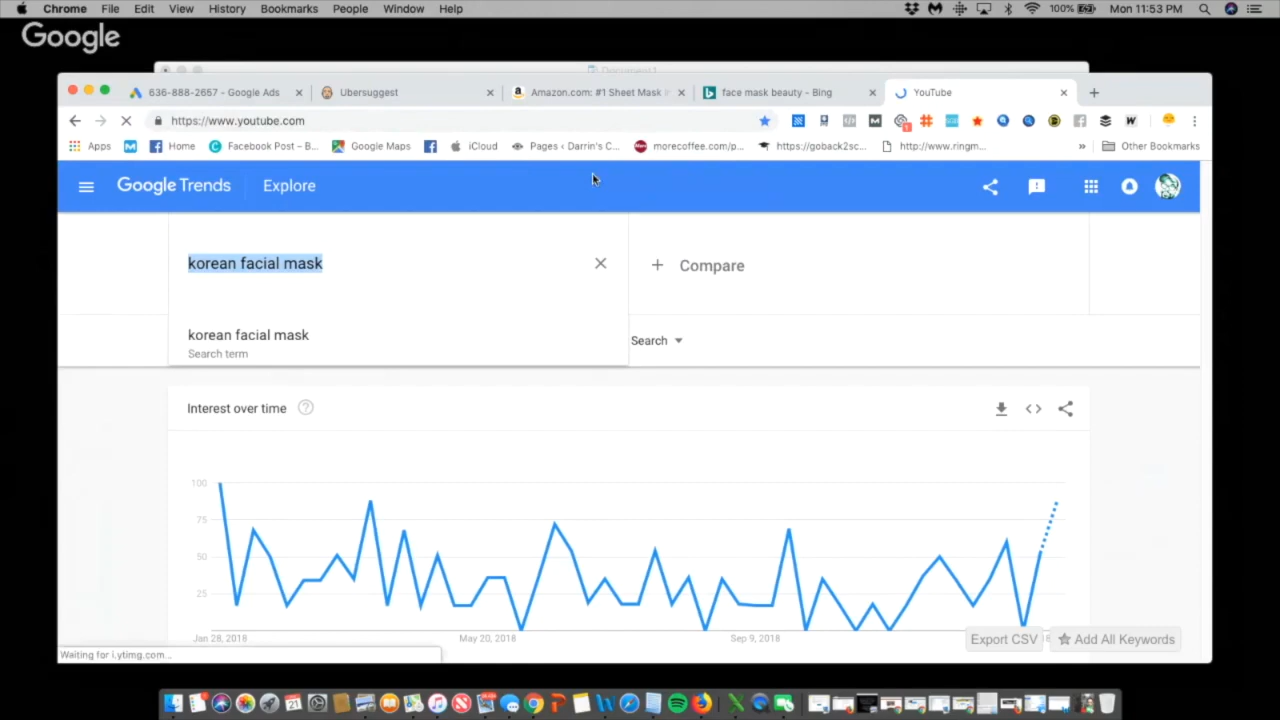 Chrome File Edit View History Bookmarks People Window Help 100% Mon 11:53 PM
Google
636-888-2657 - Google Ads Ubersuggest Amazon.com: #1 Sheet Mask face mask beauty - Bing YouTube
https://www.youtube.com
Apps Home Facebook Post – B... Google Maps iCloud Pages ‹ Darrin's C... morecoffee.com/p... https://goback2sc... http://www.ringm... » Other Bookmarks
Google Trends Explore
korean facial mask
+ Compare
korean facial mask
Search term
Search
Interest over time
100
75
50
25
Jan 28, 2018 May 20, 2018 Sep 9, 2018
Export CSV Add All Keywords
Waiting for i.ytimg.com...